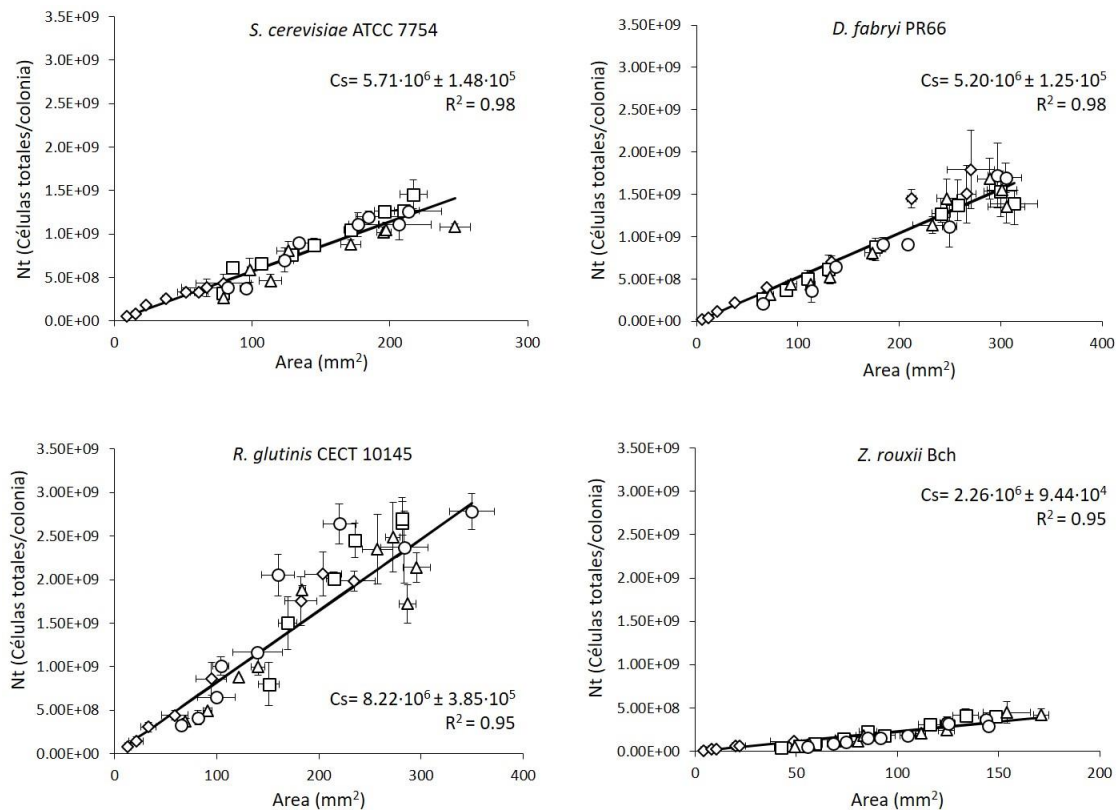 S. cerevisiae ATCC 7754
Cs= 5.71·10⁶ ± 1.48·10⁵
R² = 0.98
Nt (Células totales/colonia)
3.5E+09
3.0E+09
2.5E+09
2.0E+09
1.5E+09
1.0E+09
5.0E+08
0.0E+00
0 100 200 300
Area (mm²)
D. fabryi PR66
Cs= 5.20·10⁶ ± 1.25·10⁵
R² = 0.98
Nt (Células totales/colonia)
3.50E+09
3.00E+09
2.50E+09
2.00E+09
1.50E+09
1.00E+09
5.00E+08
0.00E+00
0 100 200 300 400
Area (mm²)
R. glutinis CECT 10145
Cs= 8.22·10⁶ ± 3.85·10⁵
R² = 0.95
Nt (Células totales/colonia)
3.50E+09
3.00E+09
2.50E+09
2.00E+09
1.50E+09
1.00E+09
5.00E+08
0.00E+00
0 100 200 300 400
Area (mm²)
Z. rouxii Bch
Cs= 2.26·10⁶ ± 9.44·10⁴
R² = 0.95
Nt (Células totales/colonia)
3.50E+09
3.00E+09
2.50E+09
2.00E+09
1.50E+09
1.00E+09
5.00E+08
0.00E+00
0 50 100 150 200
Area (mm²)